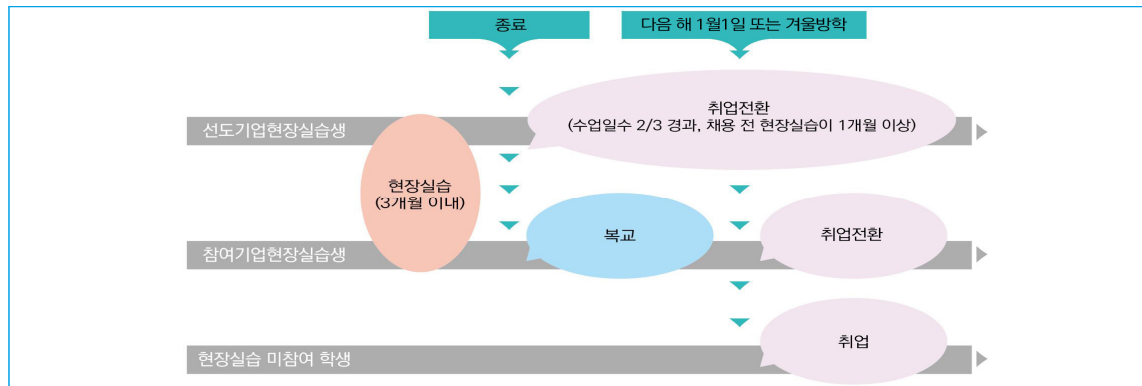 종료
다음 해 1월1일 또는 겨울방학
취업전환
(수업일수 2/3 경과, 채용 전 현장실습이 1개월 이상)
선도기업현장실습생
현장실습
(3개월 이내)
복교
취업전환
참여기업현장실습생
취업
현장실습 미참여 학생